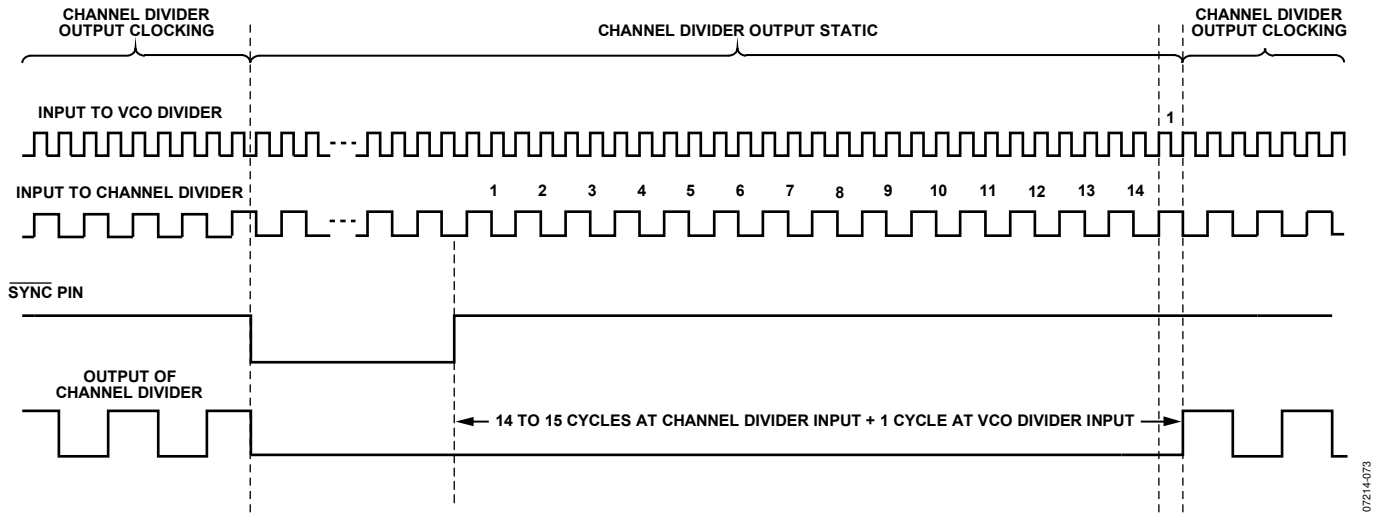 CHANNEL DIVIDER
OUTPUT CLOCKING
CHANNEL DIVIDER OUTPUT STATIC
CHANNEL DIVIDER
OUTPUT CLOCKING
INPUT TO VCO DIVIDER
1
INPUT TO CHANNEL DIVIDER
1 2 3 4 5 6 7 8 9 10 11 12 13 14
SYNC PIN
OUTPUT OF
CHANNEL DIVIDER
14 TO 15 CYCLES AT CHANNEL DIVIDER INPUT + 1 CYCLE AT VCO DIVIDER INPUT
07214-073